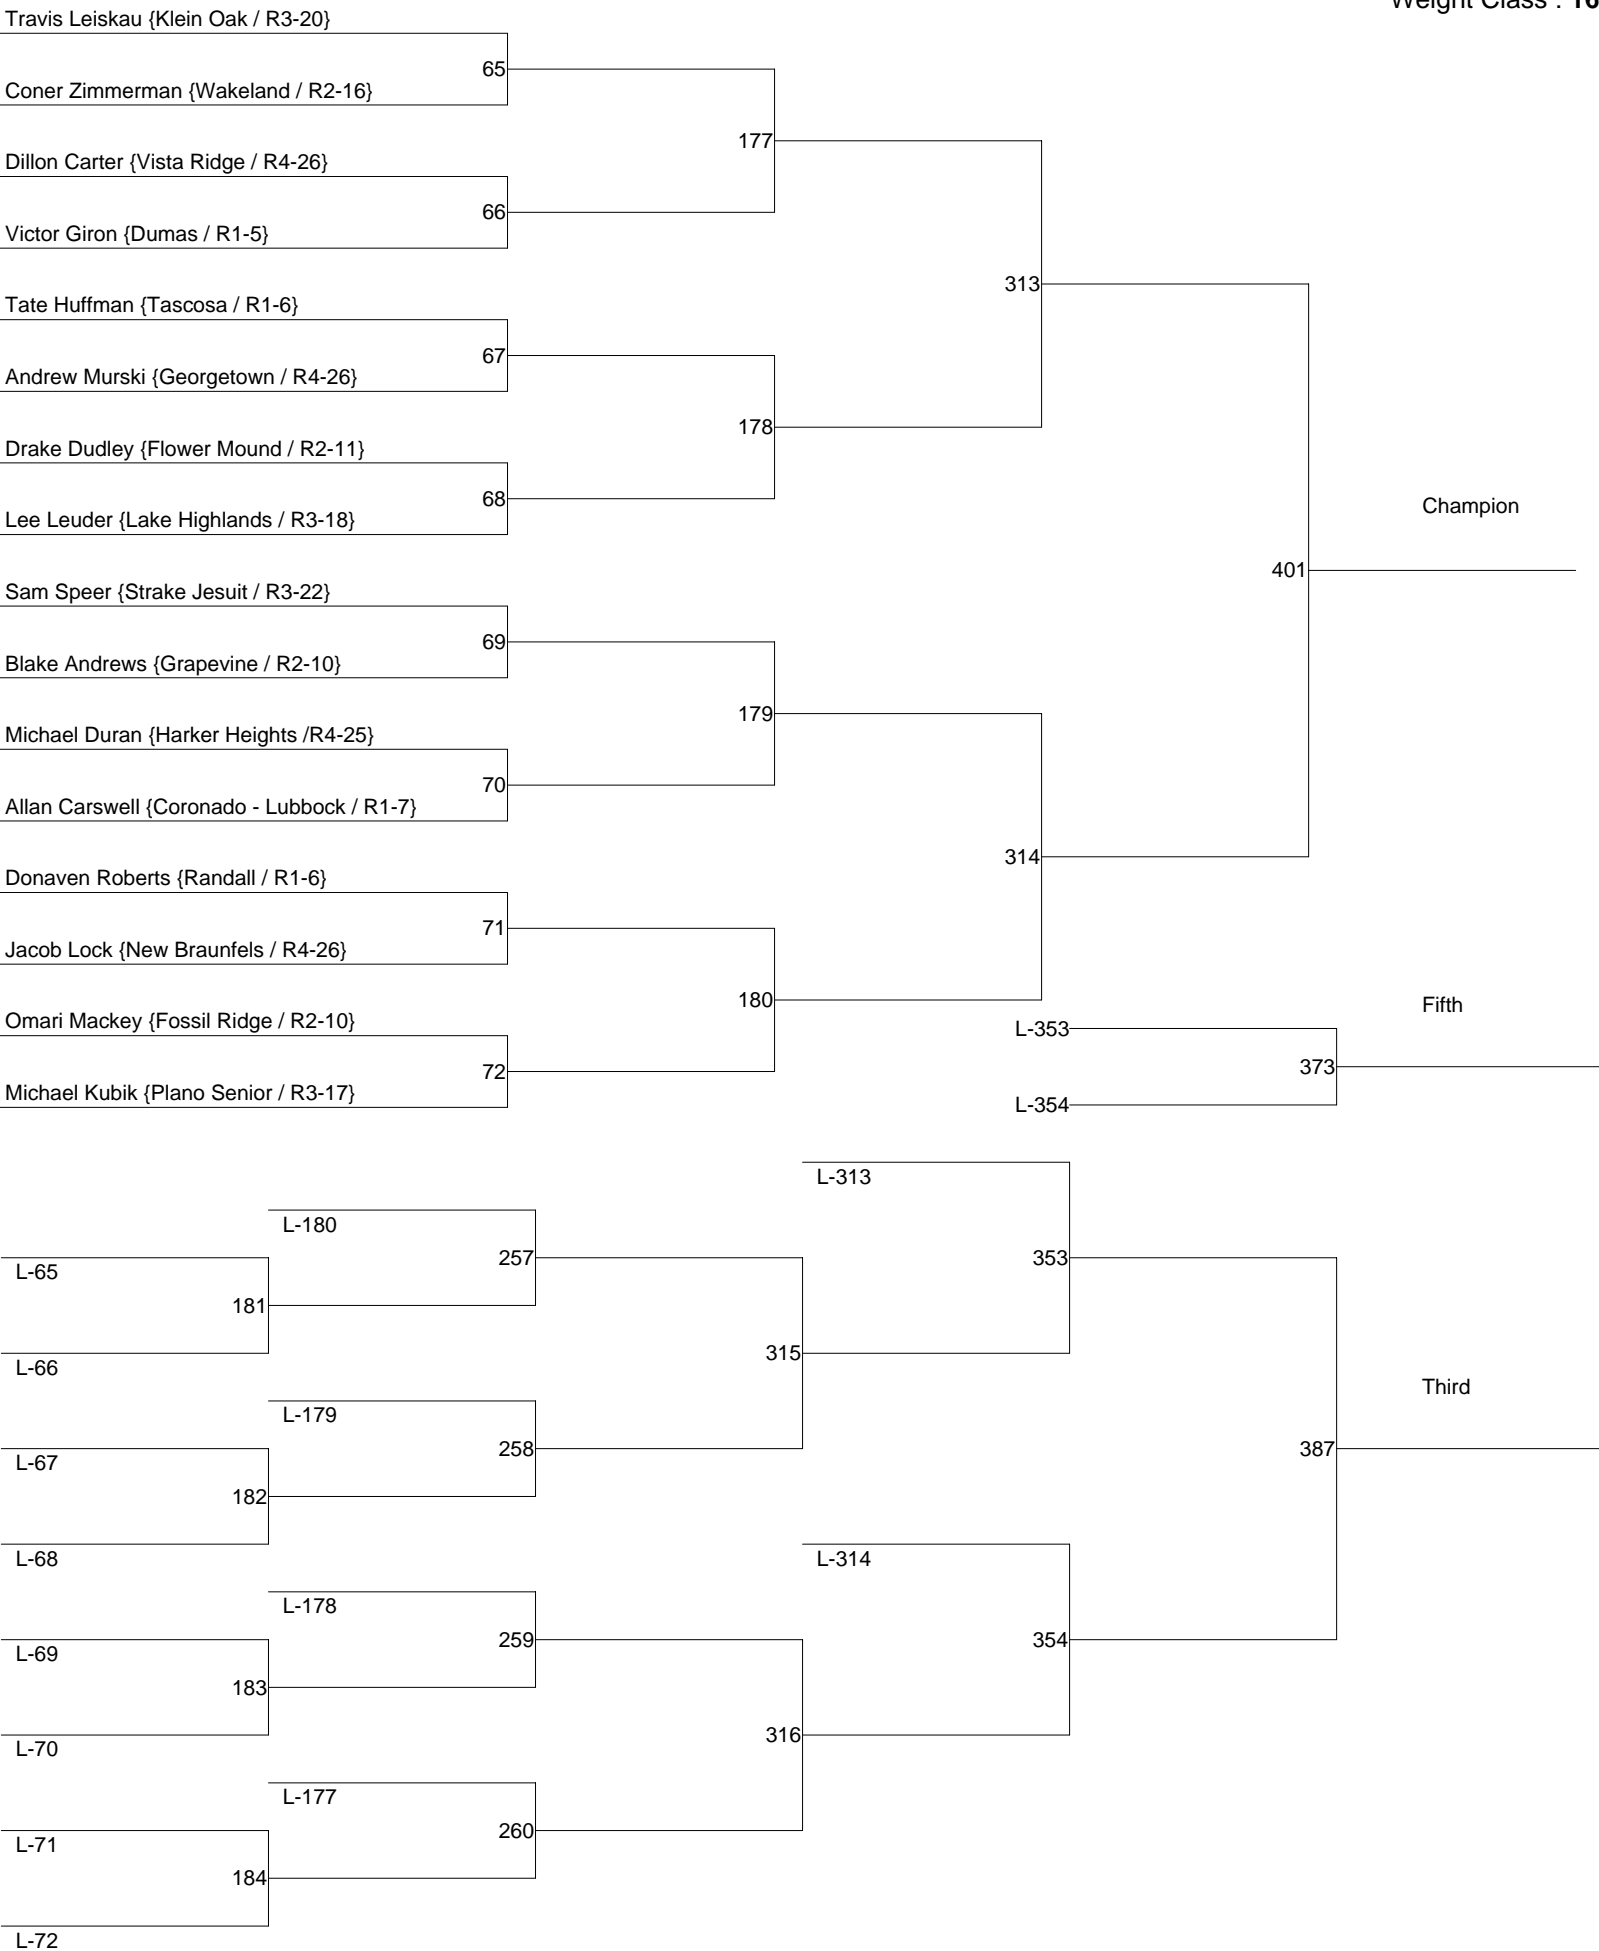 Weight Class : 16
Travis Leiskau {Klein Oak / R3-20}
65
Coner Zimmerman {Wakeland / R2-16}
177
Dillon Carter {Vista Ridge / R4-26}
66
Victor Giron {Dumas / R1-5}
313
Tate Huffman {Tascosa / R1-6}
67
Andrew Murski {Georgetown / R4-26}
178
Drake Dudley {Flower Mound / R2-11}
68
Lee Leuder {Lake Highlands / R3-18}
Champion
401
Sam Speer {Strake Jesuit / R3-22}
69
Blake Andrews {Grapevine / R2-10}
179
Michael Duran {Harker Heights /R4-25}
70
Allan Carswell {Coronado - Lubbock / R1-7}
314
Donaven Roberts {Randall / R1-6}
71
Jacob Lock {New Braunfels / R4-26}
180
Omari Mackey {Fossil Ridge / R2-10}
72
Michael Kubik {Plano Senior / R3-17}
Fifth
L-353
373
L-354
L-313
L-180
257
353
L-65
181
315
L-66
Third
L-179
258
387
L-67
182
L-68
L-314
L-178
259
354
L-69
183
316
L-70
L-177
260
L-71
184
L-72